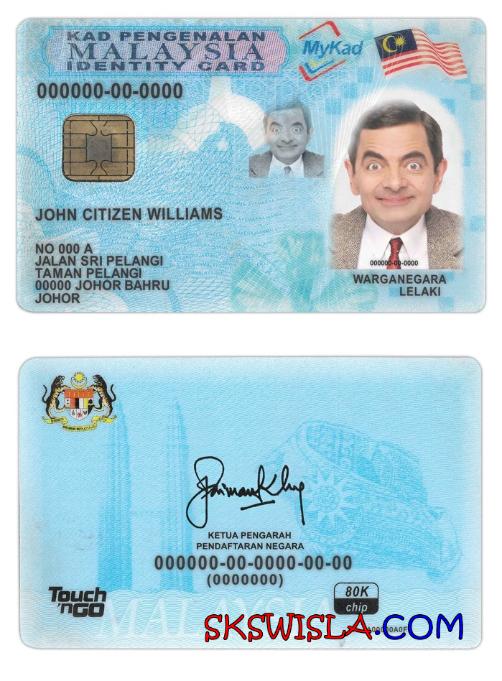 KAD PENGENALAN
MALAYSIA
IDENTITY CARD
MyKad
000000-00-0000
JOHN CITIZEN WILLIAMS
000000-00-0000
NO 000 A
JALAN SRI PELANGI
TAMAN PELANGI
00000 JOHOR BAHRU
JOHOR
WARGANEGARA
LELAKI
KETUA PENGARAH
PENDAFTARAN NEGARA
000000-00-0000-00-00
(0000000)
80K
chip
Touch
'nGO
MALAYSIA
SKSWISLA.COM